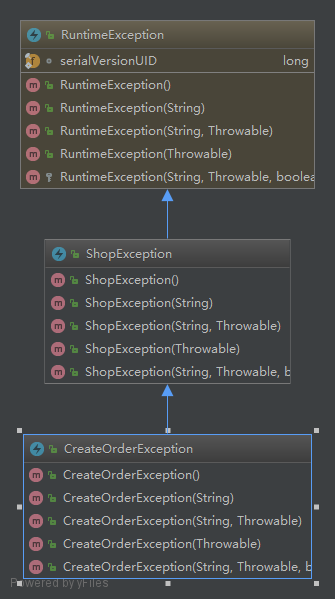 RuntimeException
serialVersionUID long
RuntimeException()
RuntimeException(String)
RuntimeException(String, Throwable)
RuntimeException(Throwable)
RuntimeException(String, Throwable, boolea
ShopException
ShopException()
ShopException(String)
ShopException(String, Throwable)
ShopException(Throwable)
ShopException(String, Throwable, b
CreateOrderException
CreateOrderException()
CreateOrderException(String)
CreateOrderException(String, Throwable)
CreateOrderException(Throwable)
CreateOrderException(String, Throwable, b
Powered by yFiles